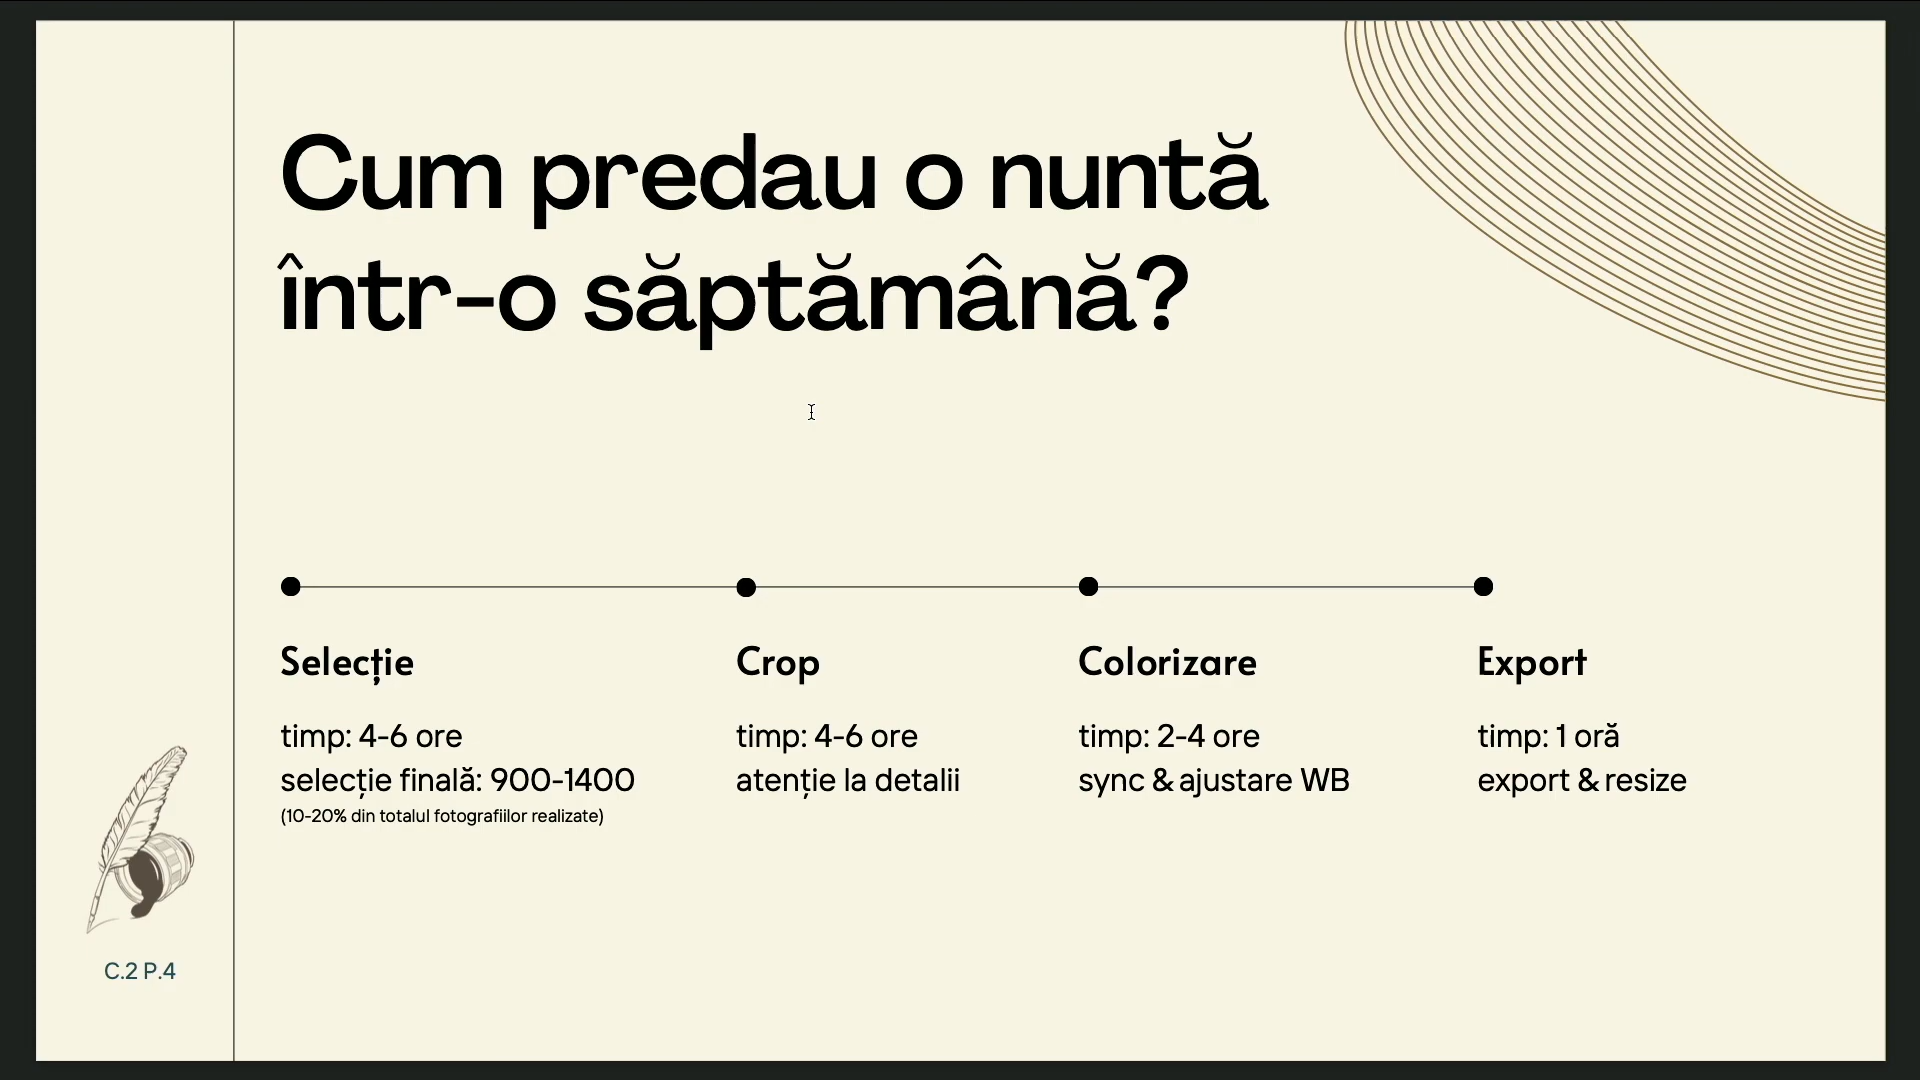 Cum predau o nuntă
într-o săptămână?
Selecție
timp: 4-6 ore
selecție finală: 900-1400
(10-20% din totalul fotografiilor realizate)
Crop
timp: 4-6 ore
atenție la detalii
Colorizare
timp: 2-4 ore
sync & ajustare WB
Export
timp: 1 oră
export & resize
C.2 P.4